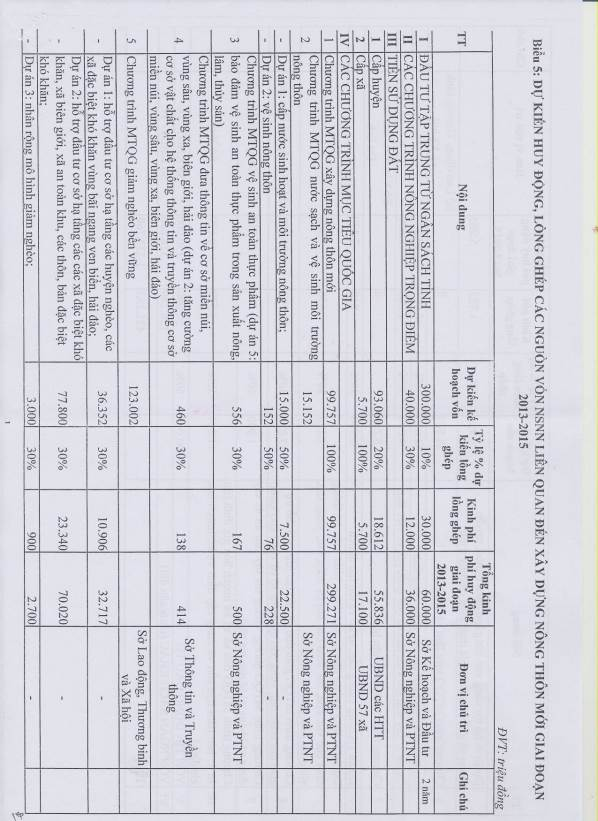 Biểu 5: DỰ KIẾN HUY ĐỘNG, LỒNG GHÉP CÁC NGUỒN VỐN NSNN LIÊN QUAN ĐẾN XÂY DỰNG NÔNG THÔN MỚI GIAI ĐOẠN
2013-2015
ĐVT: triệu đồng
TT Nội dung Dự kiến kế hoạch vốn Tỷ lệ % dự kiến lồng ghép Kinh phí lồng ghép Tổng kinh phí huy động giai đoạn 2013-2015 Đơn vị chủ trì Ghi chú
I ĐẦU TƯ TẬP TRUNG TỪ NGÂN SÁCH TỈNH 300.000 10% 30.000 60.000 Sở Kế hoạch và Đầu tư 2 năm
II CÁC CHƯƠNG TRÌNH NÔNG NGHIỆP TRỌNG ĐIỂM 40.000 30% 12.000 36.000 Sở Nông nghiệp và PTNT
III TIỀN SỬ DỤNG ĐẤT
1 Cấp huyện 93.060 20% 18.612 55.836 UBND các HTT
2 Cấp xã 5.700 100% 5.700 17.100 UBND 57 xã
IV CÁC CHƯƠNG TRÌNH MỤC TIÊU QUỐC GIA
1 Chương trình MTQG xây dựng nông thôn mới 99.757 100% 99.757 299.271 Sở Nông nghiệp và PTNT
2 Chương trình MTQG nước sạch và vệ sinh môi trường
nông thôn 15.152 Sở Nông nghiệp và PTNT
- Dự án 1: cấp nước sinh hoạt và môi trường nông thôn; 15.000 50% 7.500 22.500 -
- Dự án 2: vệ sinh nông thôn 152 50% 76 228 -
3 Chương trình MTQG vệ sinh an toàn thực phẩm (dự án 5:
bảo đảm vệ sinh an toàn thực phẩm trong sản xuất nông,
lâm, thủy sản) 556 30% 167 500 Sở Nông nghiệp và PTNT
4 Chương trình MTQG đưa thông tin về cơ sở miền núi,
vùng sâu, vùng xa, biên giới, hải đảo (dự án 2: tăng cường
cơ sở vật chất cho hệ thống thông tin và truyền thông cơ sở
miền núi, vùng sâu, vùng xa, biên giới, hải đảo) 460 30% 138 414 Sở Thông tin và Truyền thông
5 Chương trình MTQG giảm nghèo bền vững 123.002 Sở Lao động, Thương binh và Xã hội
- Dự án 1: hỗ trợ đầu tư cơ sở hạ tầng các huyện nghèo, các
xã đặc biệt khó khăn vùng bãi ngang ven biển, hải đảo; 36.352 30% 10.906 32.717 -
- Dự án 2: hỗ trợ đầu tư cơ sở hạ tầng các các xã đặc biệt khó
khăn, xã biên giới, xã an toàn khu, các thôn, bản đặc biệt
khó khăn; 77.800 30% 23.340 70.020 -
- Dự án 3: nhân rộng mô hình giảm nghèo; 3.000 30% 900 2.700 -
1